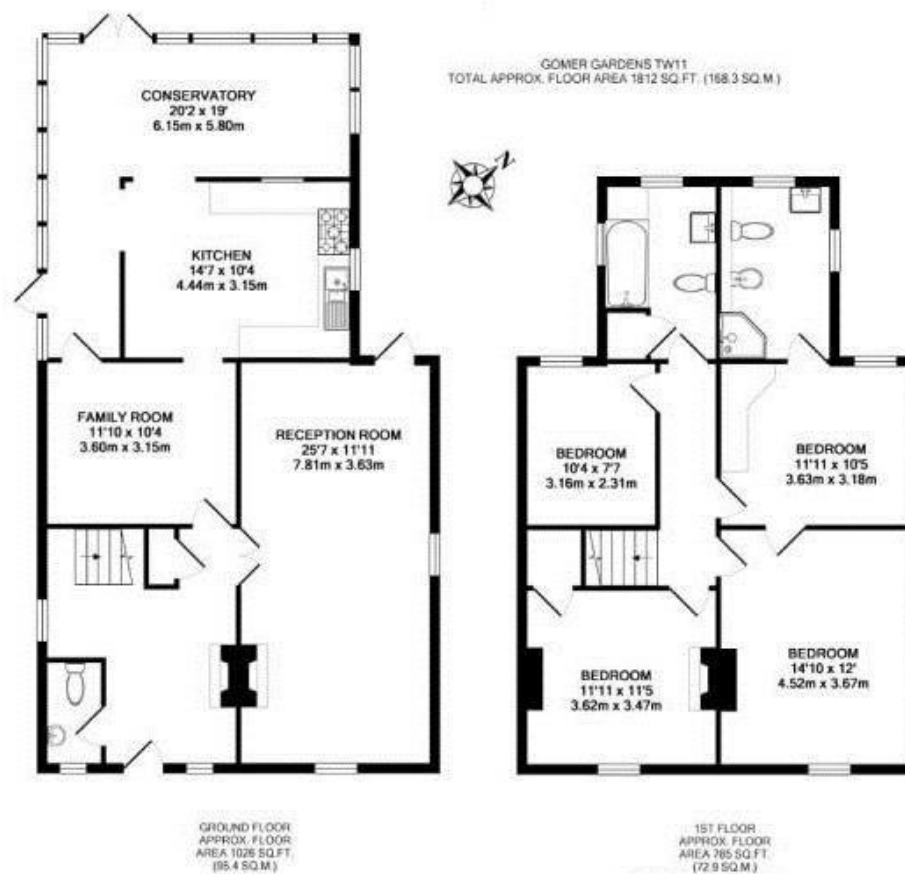 GOMER GARDENS TW11
TOTAL APPROX. FLOOR AREA 1812 SQ.FT. (168.3 SQ.M.)
N
CONSERVATORY
20'2 x 19'
6.15m x 5.80m
KITCHEN
14'7 x 10'4
4.44m x 3.15m
FAMILY ROOM
11'10 x 10'4
3.60m x 3.15m
RECEPTION ROOM
25'7 x 11'11
7.81m x 3.63m
GROUND FLOOR
APPROX. FLOOR
AREA 1026 SQ.FT.
(95.4 SQ.M.)
BEDROOM
10'4 x 7'7
3.16m x 2.31m
BEDROOM
11'11 x 10'5
3.63m x 3.18m
BEDROOM
11'11 x 11'5
3.62m x 3.47m
BEDROOM
14'10 x 12'
4.52m x 3.67m
1ST FLOOR
APPROX. FLOOR
AREA 785 SQ.FT.
(72.9 SQ.M.)